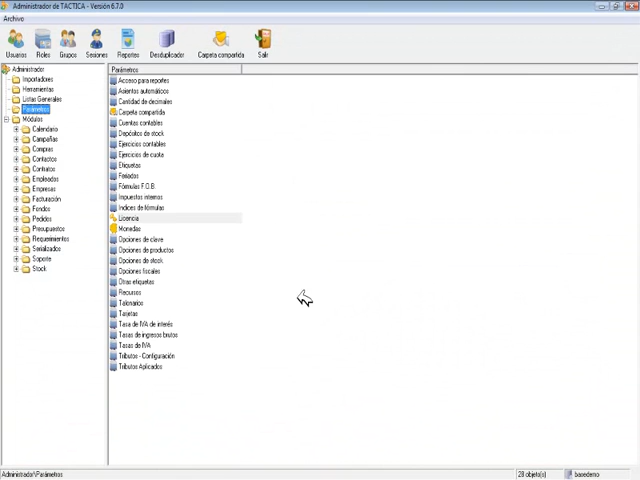 Administrador de TACTICA - Versión 6.7.0
Archivo
Usuarios Roles Grupos Sesiones Reportes Desduplicador Carpeta compartida Salir
Administrador
Importadores
Herramientas
Listas Generales
Parámetros
Módulos
Calendario
Campañas
Compras
Contactos
Contratos
Empleados
Empresas
Facturación
Fondos
Pedidos
Presupuestos
Requerimientos
Serializados
Soporte
Stock
Parámetros
Acceso para reportes
Asientos automáticos
Cantidad de decimales
Carpeta compartida
Cuentas contables
Depósitos de stock
Ejercicios contables
Ejercicios de cuota
Etiquetas
Feriados
Fórmulas F.O.B.
Impuestos internos
Indices de fórmulas
Licencia
Monedas
Opciones de clave
Opciones de productos
Opciones de stock
Opciones fiscales
Otras etiquetas
Recursos
Talonarios
Tarjetas
Tasa de IVA de interés
Tasas de ingresos brutos
Tasas de IVA
Tributos - Configuración
Tributos Aplicados
Administrador\Parámetros
28 objeto(s)
basedemo